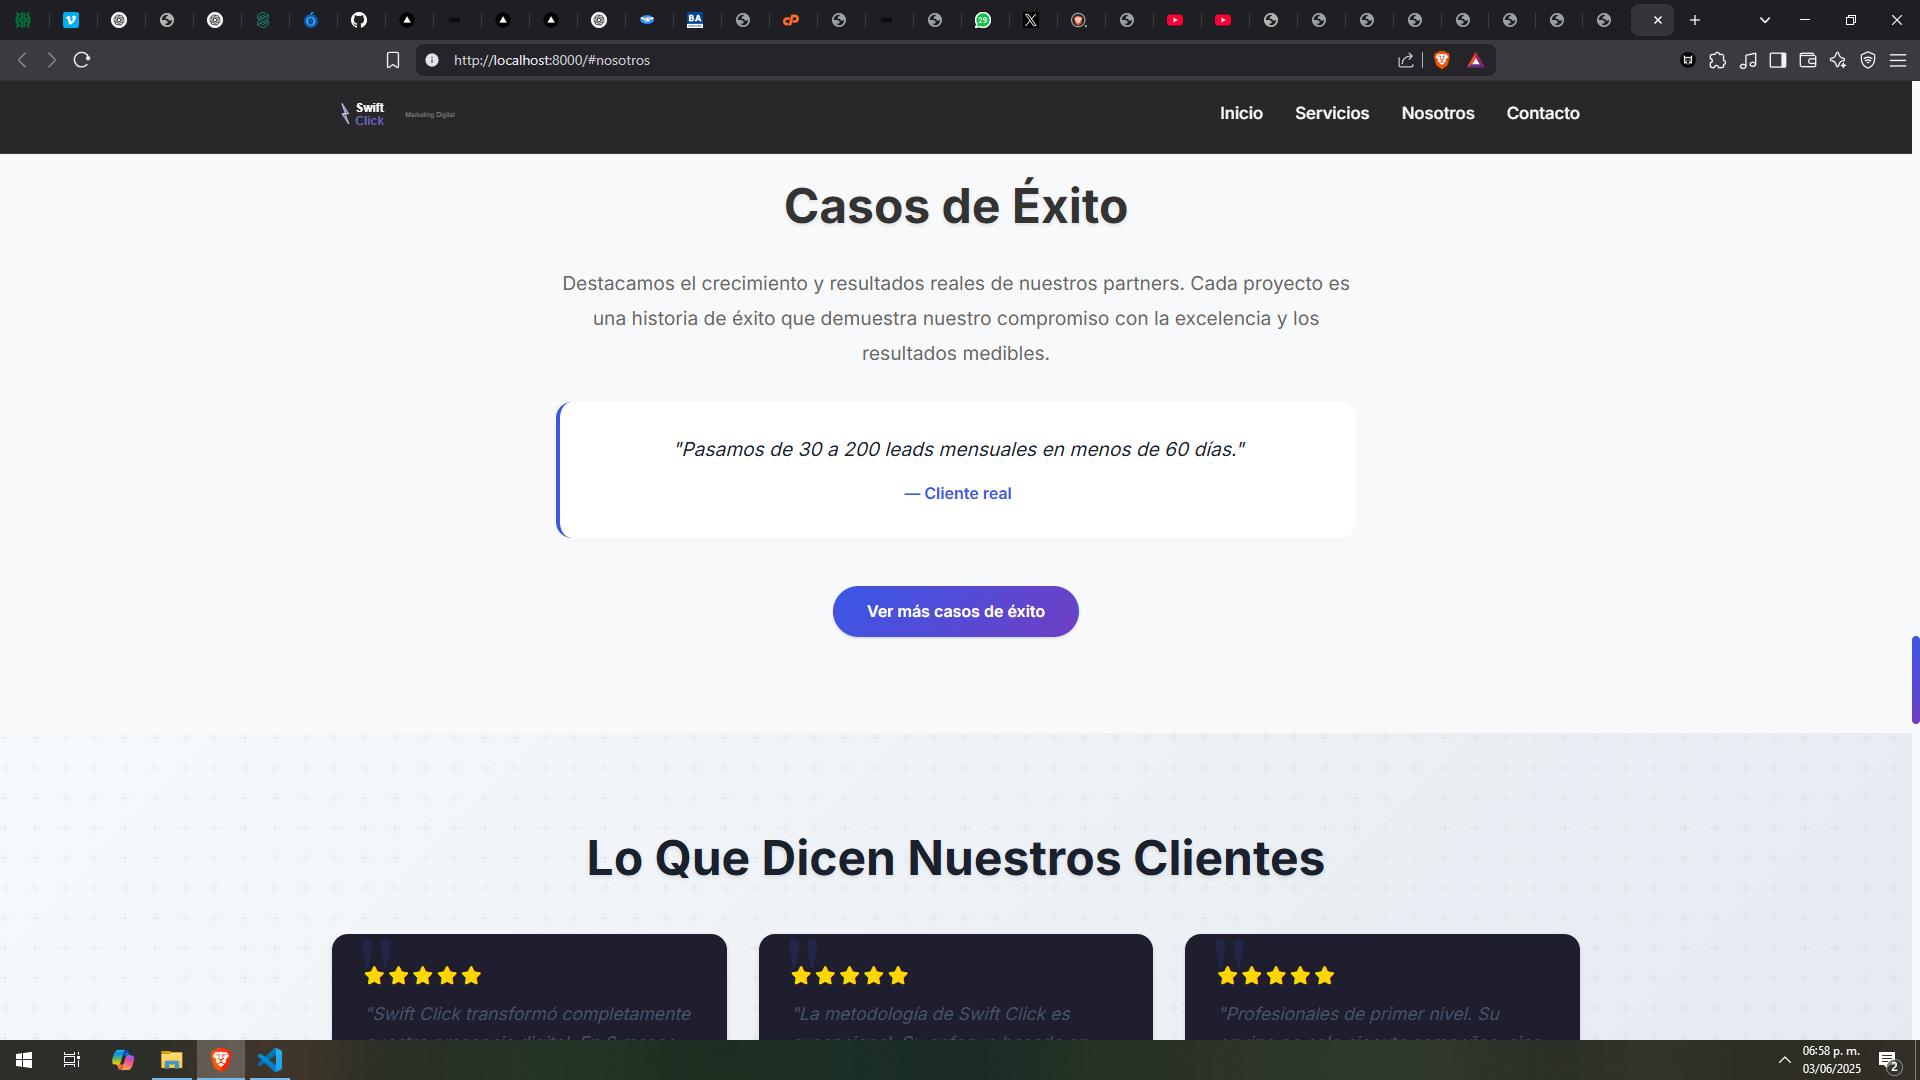 http://localhost:8000/#nosotros
Swift
Click
Marketing Digital
Inicio
Servicios
Nosotros
Contacto
Casos de Éxito
Destacamos el crecimiento y resultados reales de nuestros partners. Cada proyecto es
una historia de éxito que demuestra nuestro compromiso con la excelencia y los
resultados medibles.
"Pasamos de 30 a 200 leads mensuales en menos de 60 días."
— Cliente real
Ver más casos de éxito
Lo Que Dicen Nuestros Clientes
"Swift Click transformó completamente
"La metodología de Swift Click es
"Profesionales de primer nivel. Su
06:58 p. m.
03/06/2025
2